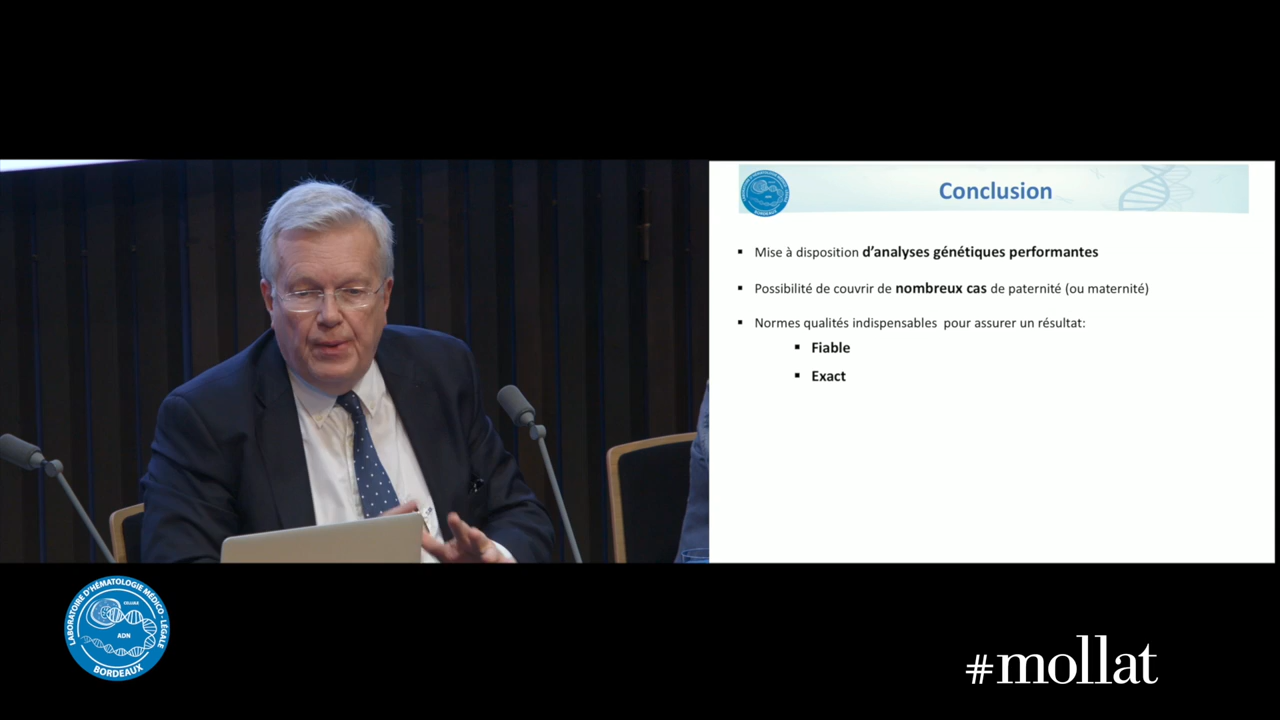 Conclusion
▪ Mise à disposition d'analyses génétiques performantes
▪ Possibilité de couvrir de nombreux cas de paternité (ou maternité)
▪ Normes qualités indispensables pour assurer un résultat:
▪ Fiable
▪ Exact
LABORATOIRE D'HÉMATOLOGIE MÉDICO-LÉGALE
ADN
BORDEAUX
#mollat